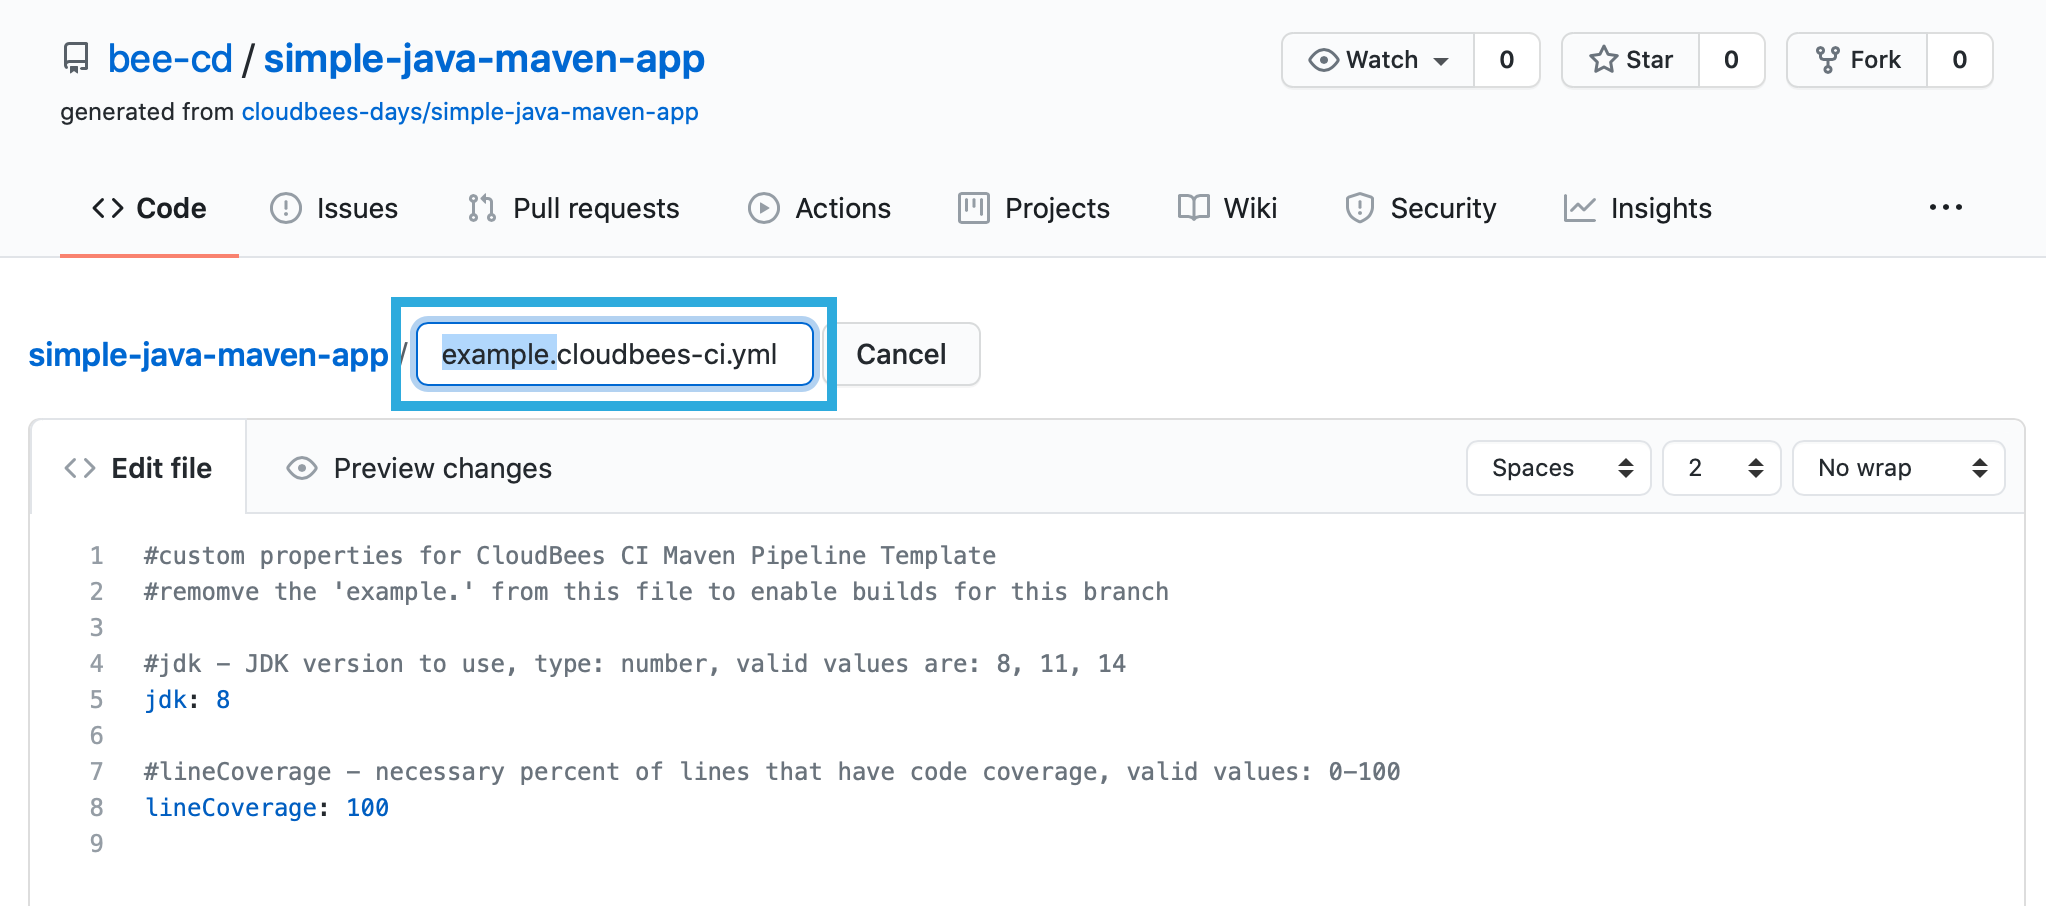 bee-cd / simple-java-maven-app
Watch 0 Star 0 Fork 0
generated from cloudbees-days/simple-java-maven-app
Code Issues Pull requests Actions Projects Wiki Security Insights ...
simple-java-maven-app / example.cloudbees-ci.yml Cancel
Edit file Preview changes Spaces 2 No wrap
1 #custom properties for CloudBees CI Maven Pipeline Template
2 #remomve the 'example.' from this file to enable builds for this branch
3
4 #jdk – JDK version to use, type: number, valid values are: 8, 11, 14
5 jdk: 8
6
7 #lineCoverage – necessary percent of lines that have code coverage, valid values: 0–100
8 lineCoverage: 100
9